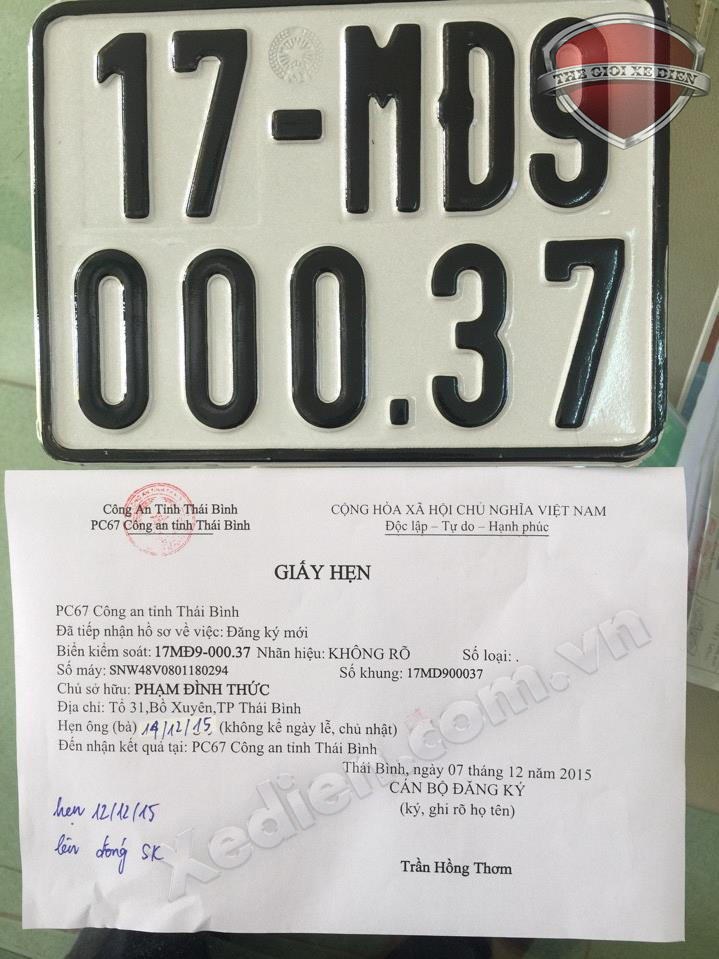 17-MĐ9
000.37
THE GIOI XE DIEN
Công An Tỉnh Thái Bình
PC67 Công an tỉnh Thái Bình
CỘNG HÒA XÃ HỘI CHỦ NGHĨA VIỆT NAM
Độc lập – Tự do – Hạnh phúc
GIẤY HẸN
PC67 Công an tỉnh Thái Bình
Đã tiếp nhận hồ sơ về việc: Đăng ký mới
Biển kiểm soát: 17MĐ9-000.37 Nhãn hiệu: KHÔNG RÕ Số loại: .
Số máy: SNW48V0801180294 Số khung: 17MD900037
Chủ sở hữu: PHẠM ĐÌNH THỨC
Địa chỉ: Tổ 31,Bồ Xuyên,TP Thái Bình
Hẹn ông (bà) 14/12/15 (không kể ngày lễ, chủ nhật)
Đến nhận kết quả tại: PC67 Công an tỉnh Thái Bình
Thái Bình, ngày 07 tháng 12 năm 2015
CÁN BỘ ĐĂNG KÝ
(ký, ghi rõ họ tên)
hẹn 12/12/15
lên đóng SK
Trần Hồng Thơm
Xedien.com.vn